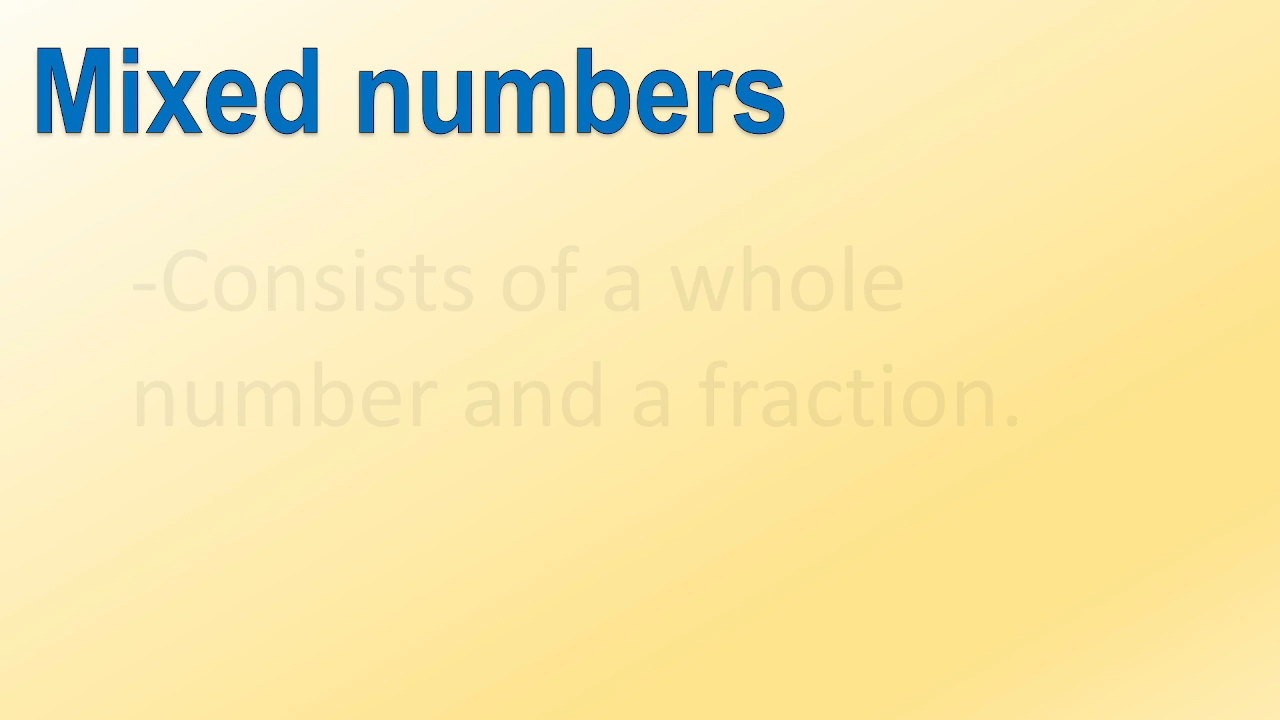 Mixed numbers
-Consists of a whole
number and a fraction.